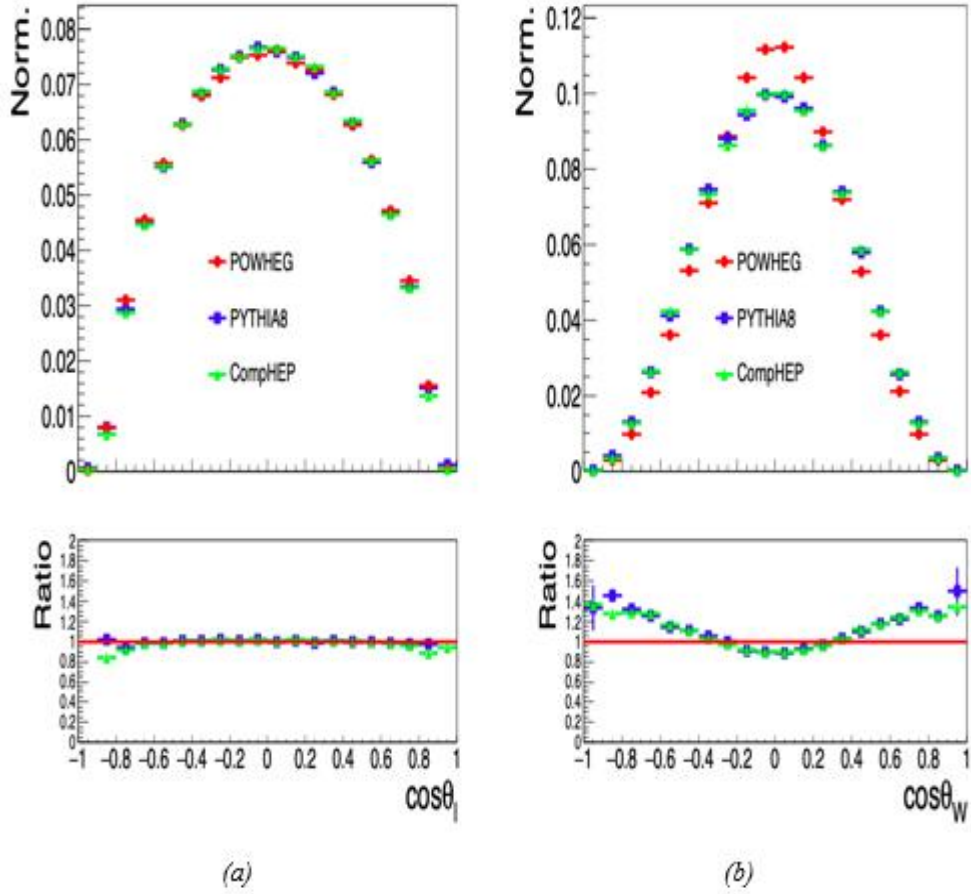 Norm.
0.08
0.07
0.06
0.05
0.04
0.03
0.02
0.01
0
POWHEG
PYTHIA8
CompHEP
Ratio
2
1.8
1.6
1.4
1.2
1
0.8
0.6
0.4
0.2
0
−1 −0.8 −0.6 −0.4 −0.2 0 0.2 0.4 0.6 0.8 1
cosθ_l
(a)
Norm.
0.12
0.1
0.08
0.06
0.04
0.02
0
POWHEG
PYTHIA8
CompHEP
Ratio
2
1.8
1.6
1.4
1.2
1
0.8
0.6
0.4
0.2
0
−1 −0.8 −0.6 −0.4 −0.2 0 0.2 0.4 0.6 0.8 1
cosθ_W
(b)